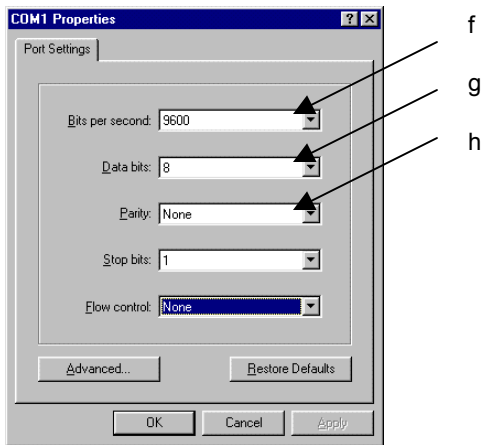 COM1 Properties
Port Settings
f
Bits per second: 9600
g
Data bits: 8
h
Parity: None
Stop bits: 1
Flow control: None
Advanced...
Restore Defaults
OK
Cancel
Apply